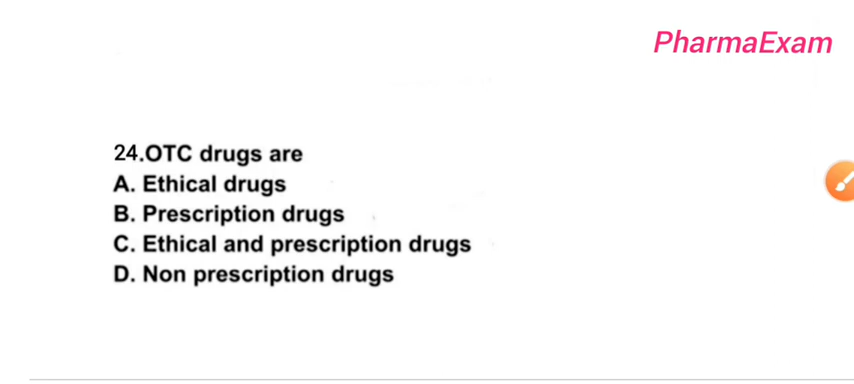 PharmaExam
24.OTC drugs are
A. Ethical drugs
B. Prescription drugs
C. Ethical and prescription drugs
D. Non prescription drugs